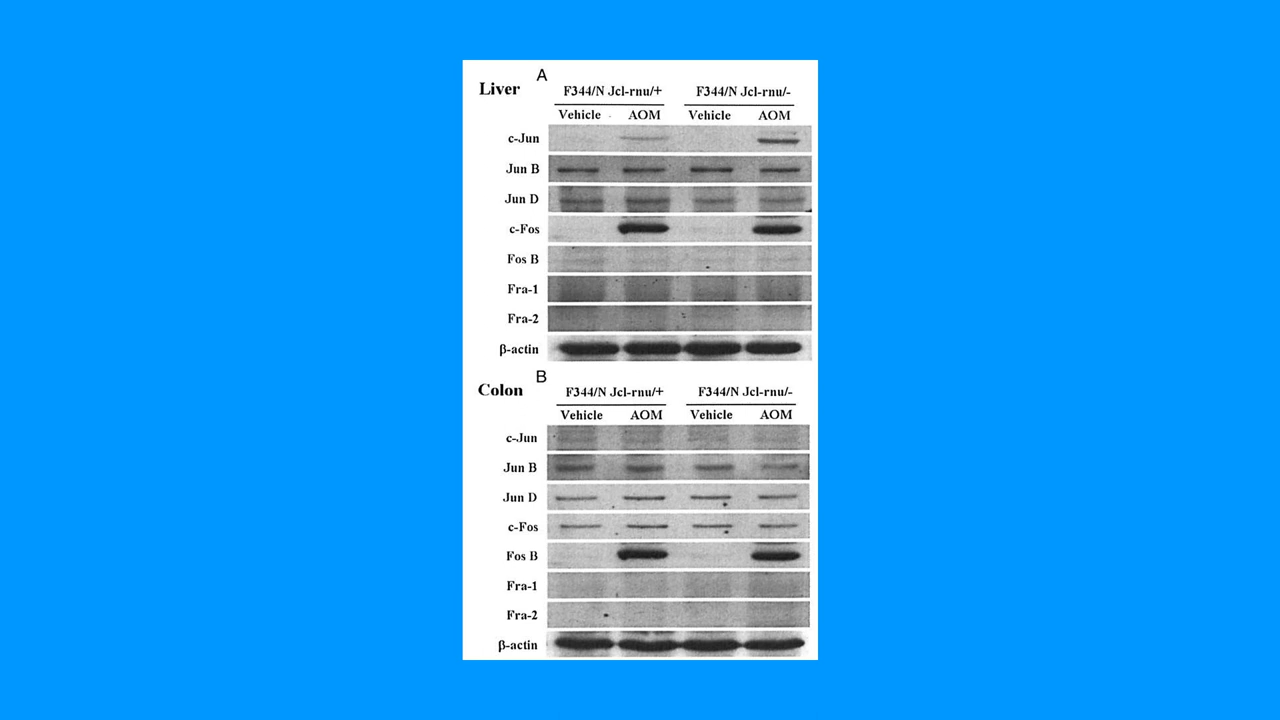 A
Liver F344/N Jcl-rnu/+ F344/N Jcl-rnu/-
Vehicle AOM Vehicle AOM
c-Jun
Jun B
Jun D
c-Fos
Fos B
Fra-1
Fra-2
β-actin
B
Colon F344/N Jcl-rnu/+ F344/N Jcl-rnu/-
Vehicle AOM Vehicle AOM
c-Jun
Jun B
Jun D
c-Fos
Fos B
Fra-1
Fra-2
β-actin